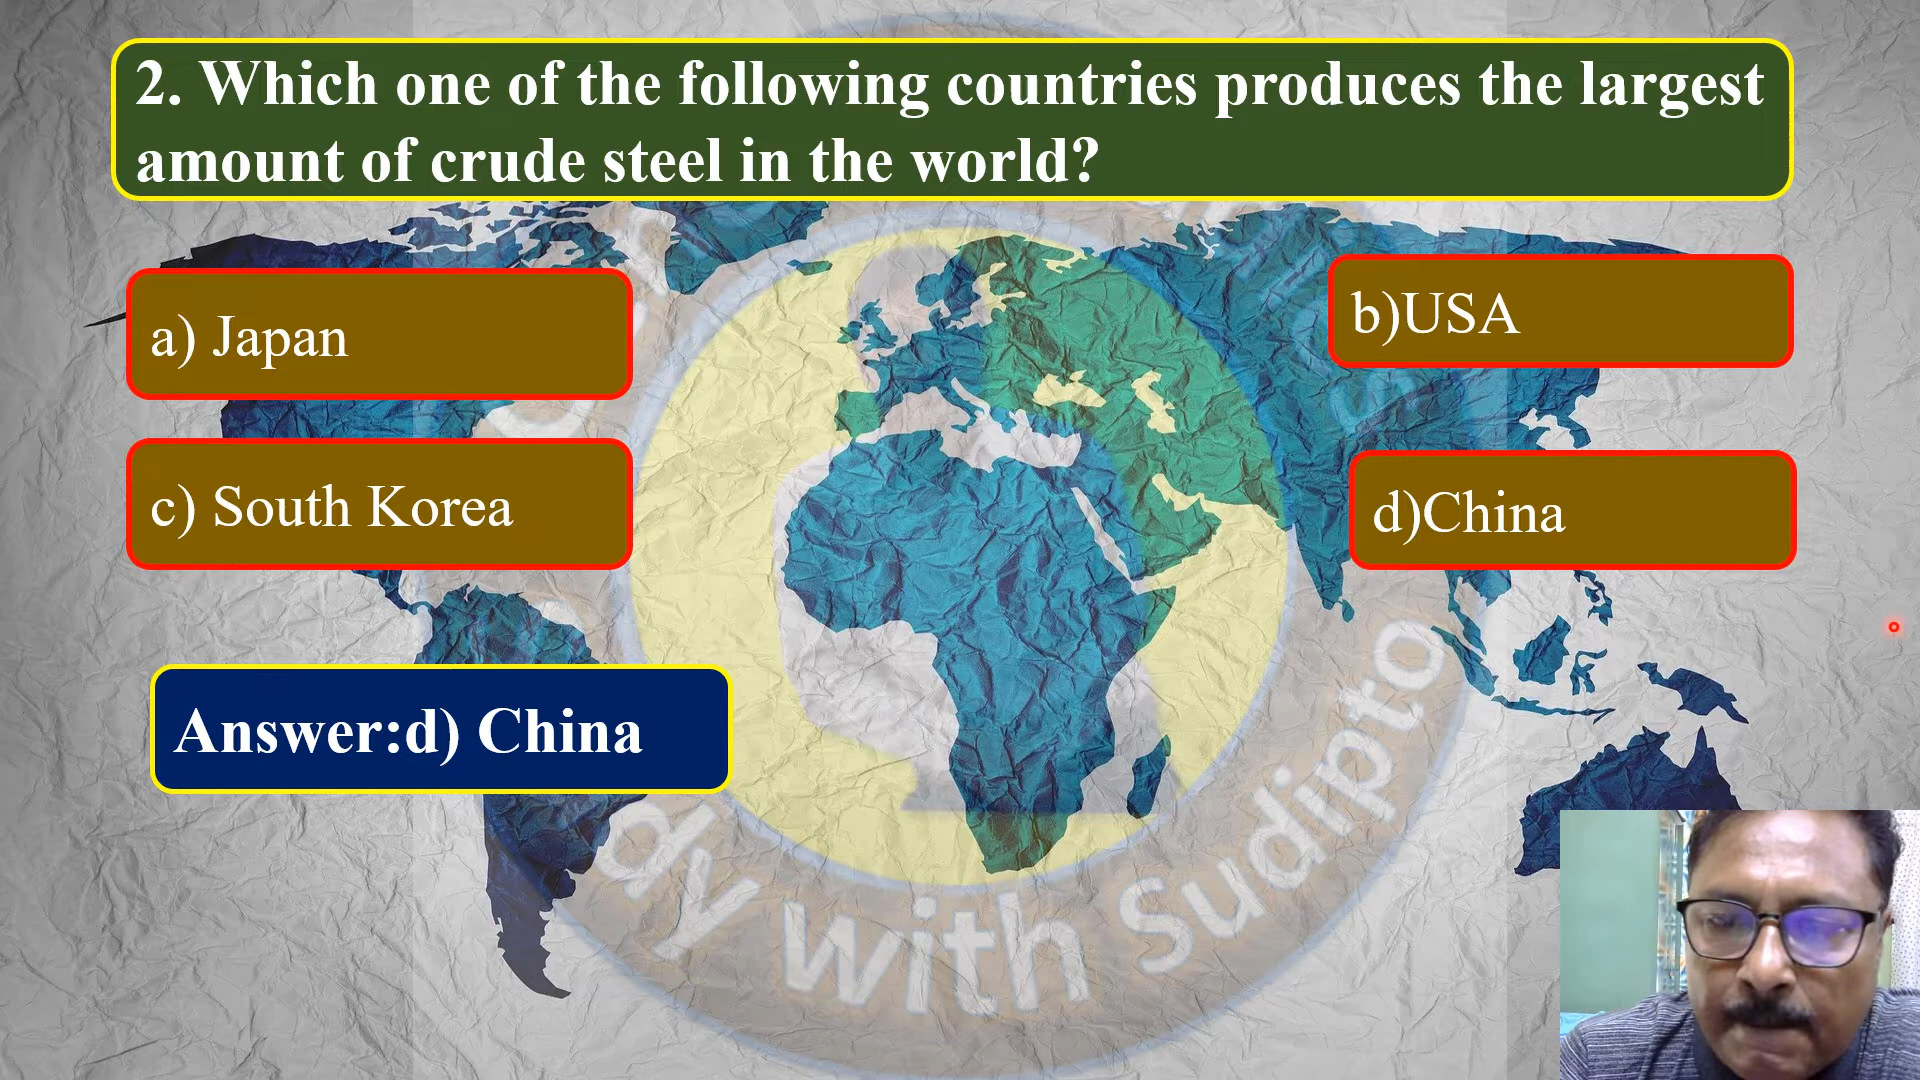 2. Which one of the following countries produces the largest
amount of crude steel in the world?
a) Japan
b)USA
c) South Korea
d)China
Answer:d) China
dy with Sudipto